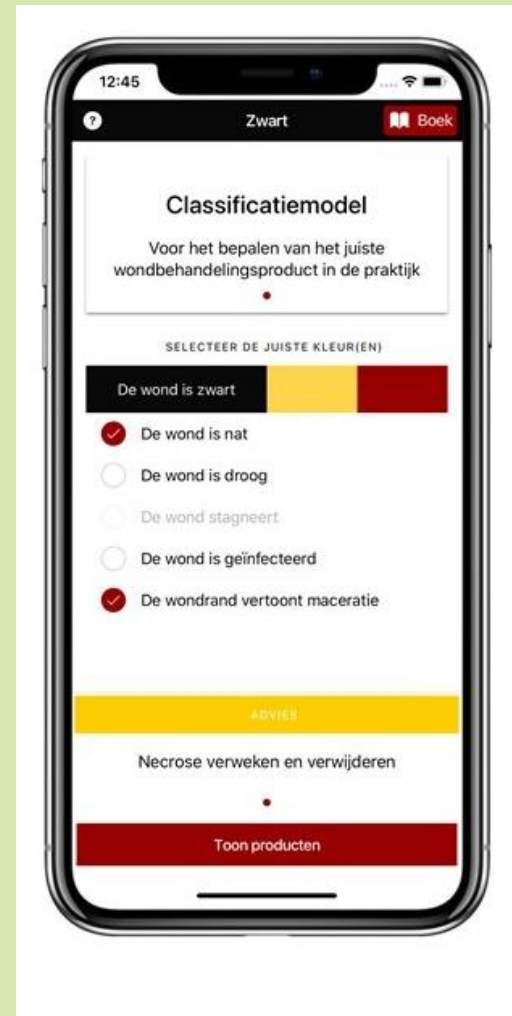 12:45
?
Zwart
Boek
Classificatiemodel
Voor het bepalen van het juiste
wondbehandelingsproduct in de praktijk
SELECTEER DE JUISTE KLEUR(EN)
De wond is zwart
De wond is nat
De wond is droog
De wond stagneert
De wond is geïnfecteerd
De wondrand vertoont maceratie
ADVIES
Necrose verweken en verwijderen
Toon producten